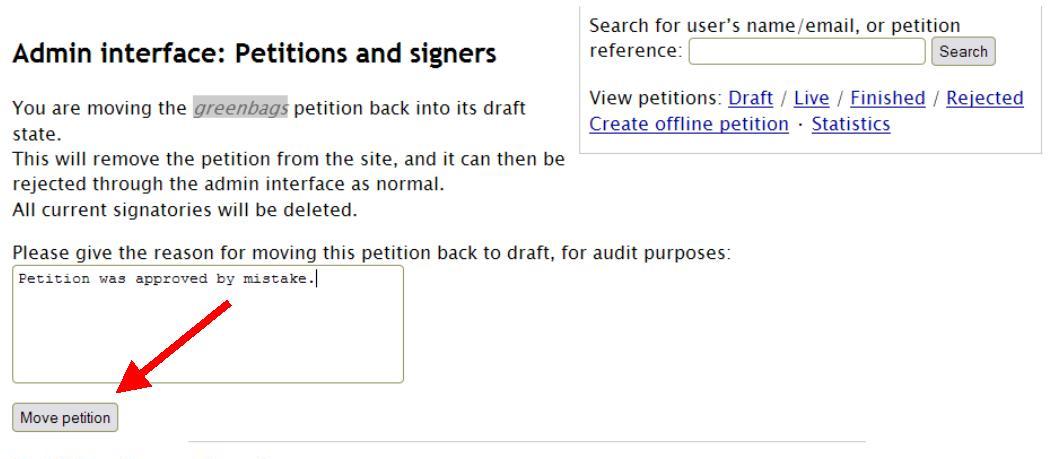 Admin interface: Petitions and signers
You are moving the greenbags petition back into its draft
state.
This will remove the petition from the site, and it can then be
rejected through the admin interface as normal.
All current signatories will be deleted.
Please give the reason for moving this petition back to draft, for audit purposes:
Petition was approved by mistake.
Move petition
Search for user's name/email, or petition
reference: Search
View petitions: Draft / Live / Finished / Rejected
Create offline petition · Statistics